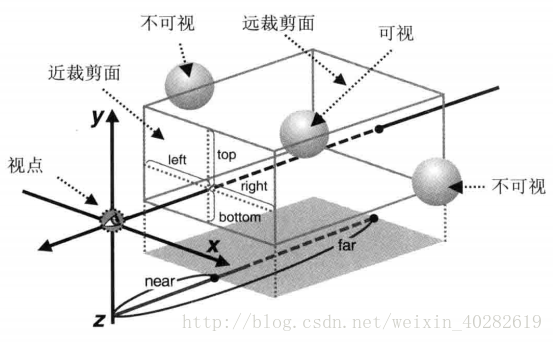 不可视
远裁剪面
可视
近裁剪面
y
top
left
视点
right
不可视
bottom
x
far
near
z
http://blog.csdn.net/weixin_40282619